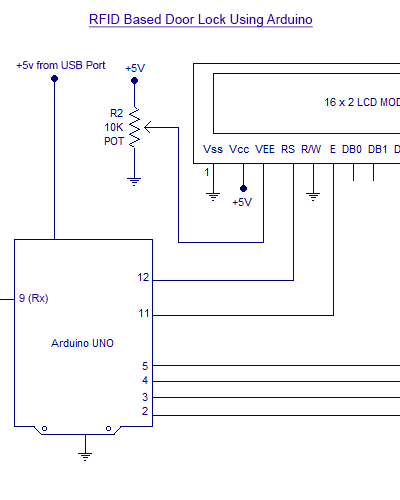 RFID Based Door Lock Using Arduino
+5v from USB Port
+5V
R2
10K
POT
16 x 2 LCD MOD
Vss Vcc VEE RS R/W E DB0 DB1 D
1
+5V
12
9 (Rx)
11
Arduino UNO
5
4
3
2